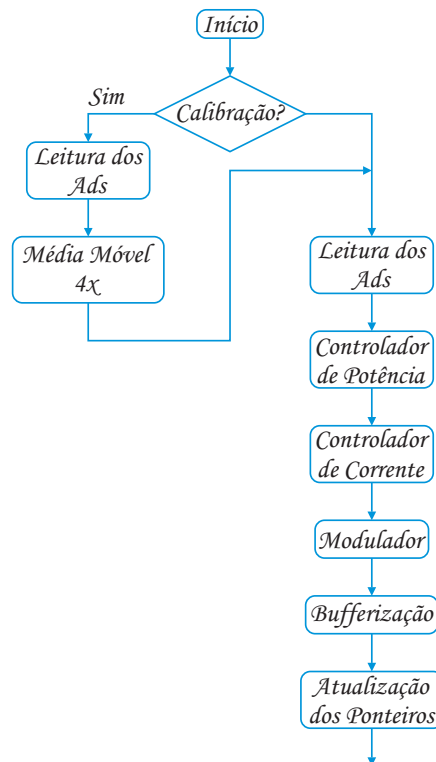 Início
Sim
Calibração?
Leitura dos
Ads
Média Móvel
4x
Leitura dos
Ads
Controlador
de Potência
Controlador
de Corrente
Modulador
Bufferização
Atualização
dos Ponteiros